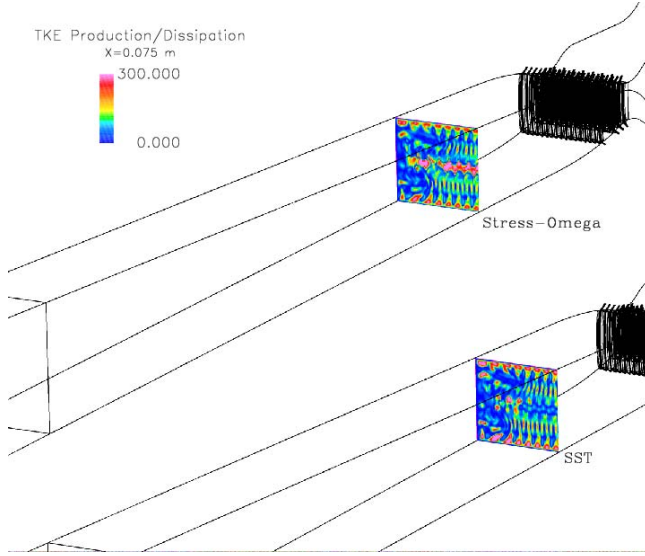 TKE Production/Dissipation
X=0.075 m
300.000
0.000
Stress-Omega
SST